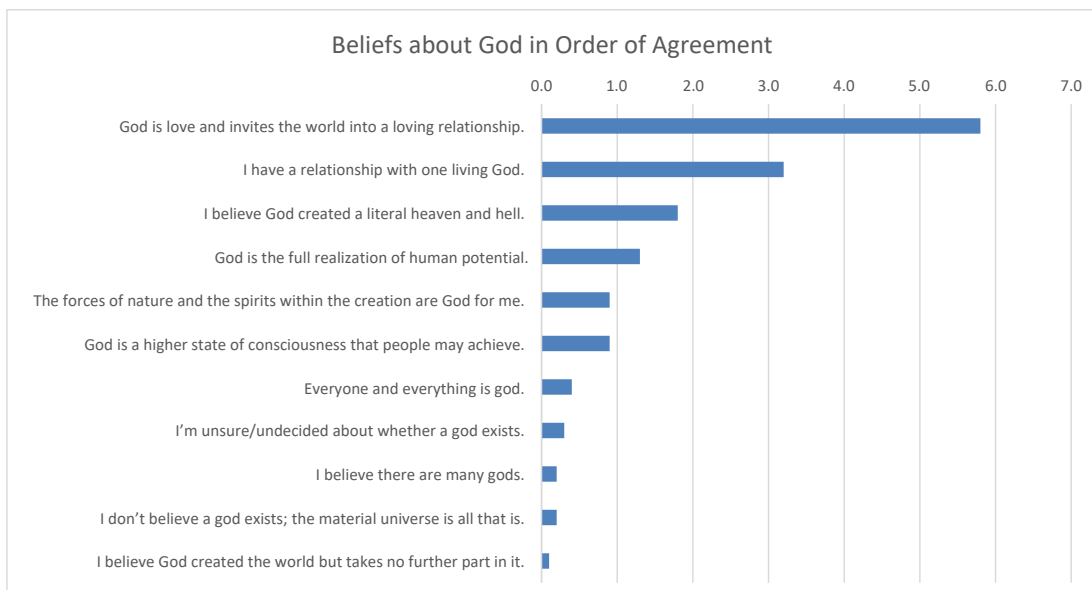 Beliefs about God in Order of Agreement
0.0 1.0 2.0 3.0 4.0 5.0 6.0 7.0
God is love and invites the world into a loving relationship.
I have a relationship with one living God.
I believe God created a literal heaven and hell.
God is the full realization of human potential.
The forces of nature and the spirits within the creation are God for me.
God is a higher state of consciousness that people may achieve.
Everyone and everything is god.
I’m unsure/undecided about whether a god exists.
I believe there are many gods.
I don’t believe a god exists; the material universe is all that is.
I believe God created the world but takes no further part in it.